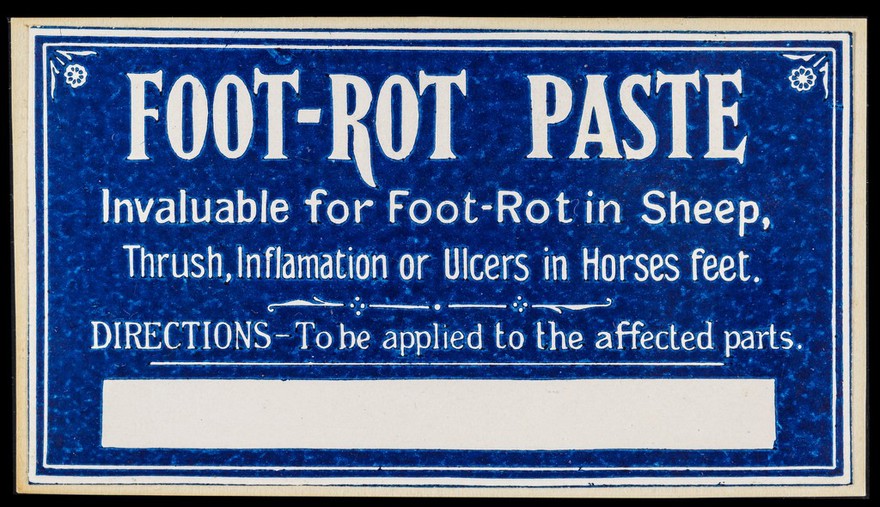 FOOT-ROT PASTE
Invaluable for Foot-Rot in Sheep,
Thrush, Inflamation or Ulcers in Horses feet.
DIRECTIONS-To be applied to the affected parts.